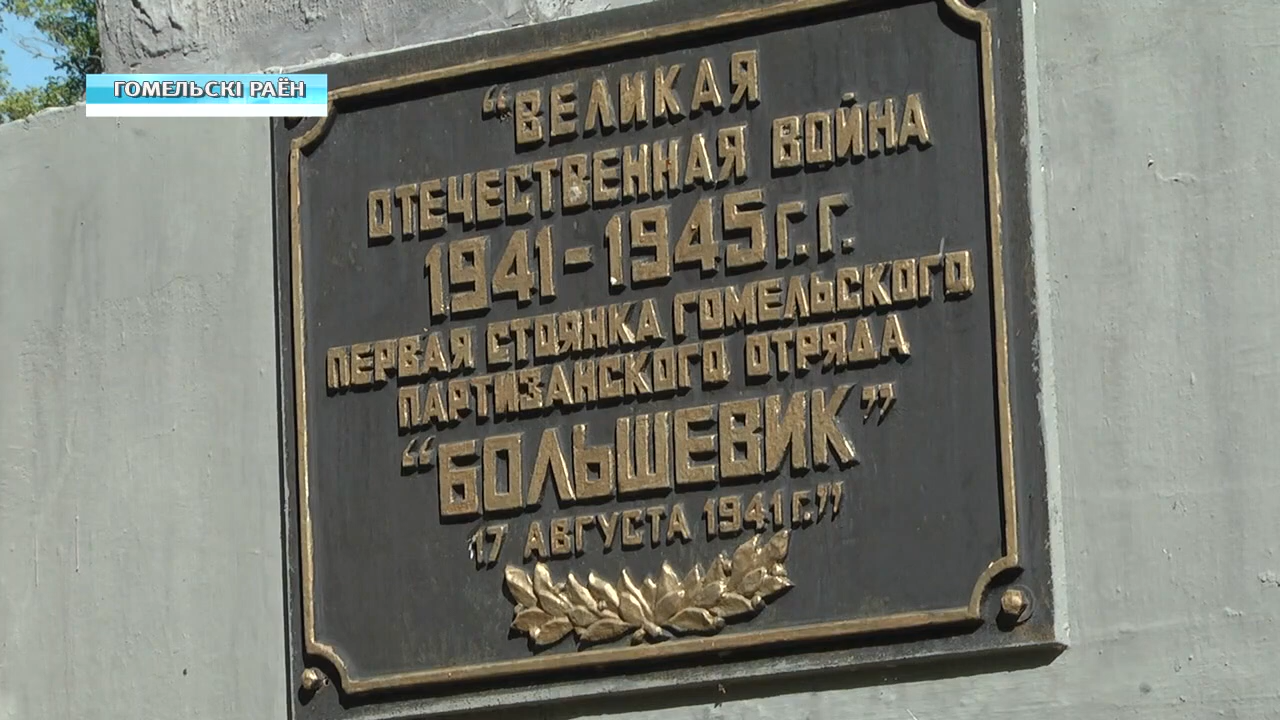 ГОМЕЛЬСКІ РАЁН
“ВЕЛИКАЯ
ОТЕЧЕСТВЕННАЯ ВОЙНА
1941-1945 г.г.
ПЕРВАЯ СТОЯНКА ГОМЕЛЬСКОГО
ПАРТИЗАНСКОГО ОТРЯДА
“БОЛЬШЕВИК”
17 АВГУСТА 1941 г.”